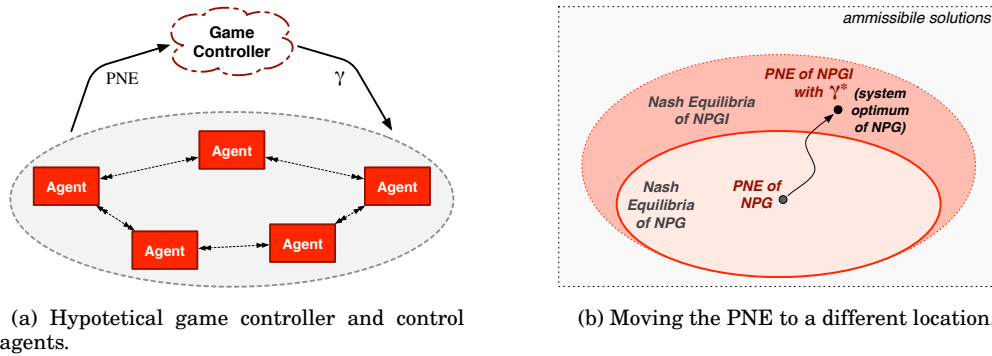 Game
Controller
PNE
γ
Agent
Agent
Agent
Agent
Agent
(a) Hypotetical game controller and control
agents.
ammissibile solutions
PNE of NPGI
with γ*
(system
optimum
of NPG)
Nash Equilibria
of NPGI
Nash
Equilibria
of NPG
PNE of
NPG
(b) Moving the PNE to a different location.